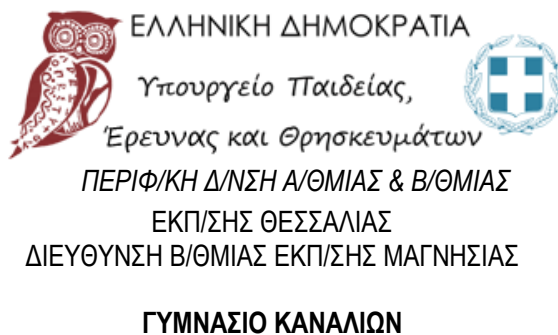 ΕΛΛΗΝΙΚΗ ΔΗΜΟΚΡΑΤΙΑ
Υπουργείο Παιδείας,
Έρευνας και Θρησκευμάτων
ΠΕΡΙΦ/ΚΗ Δ/ΝΣΗ Α/ΘΜΙΑΣ & Β/ΘΜΙΑΣ
ΕΚΠ/ΣΗΣ ΘΕΣΣΑΛΙΑΣ
ΔΙΕΥΘΥΝΣΗ Β/ΘΜΙΑΣ ΕΚΠ/ΣΗΣ ΜΑΓΝΗΣΙΑΣ
ΓΥΜΝΑΣΙΟ ΚΑΝΑΛΙΩΝ